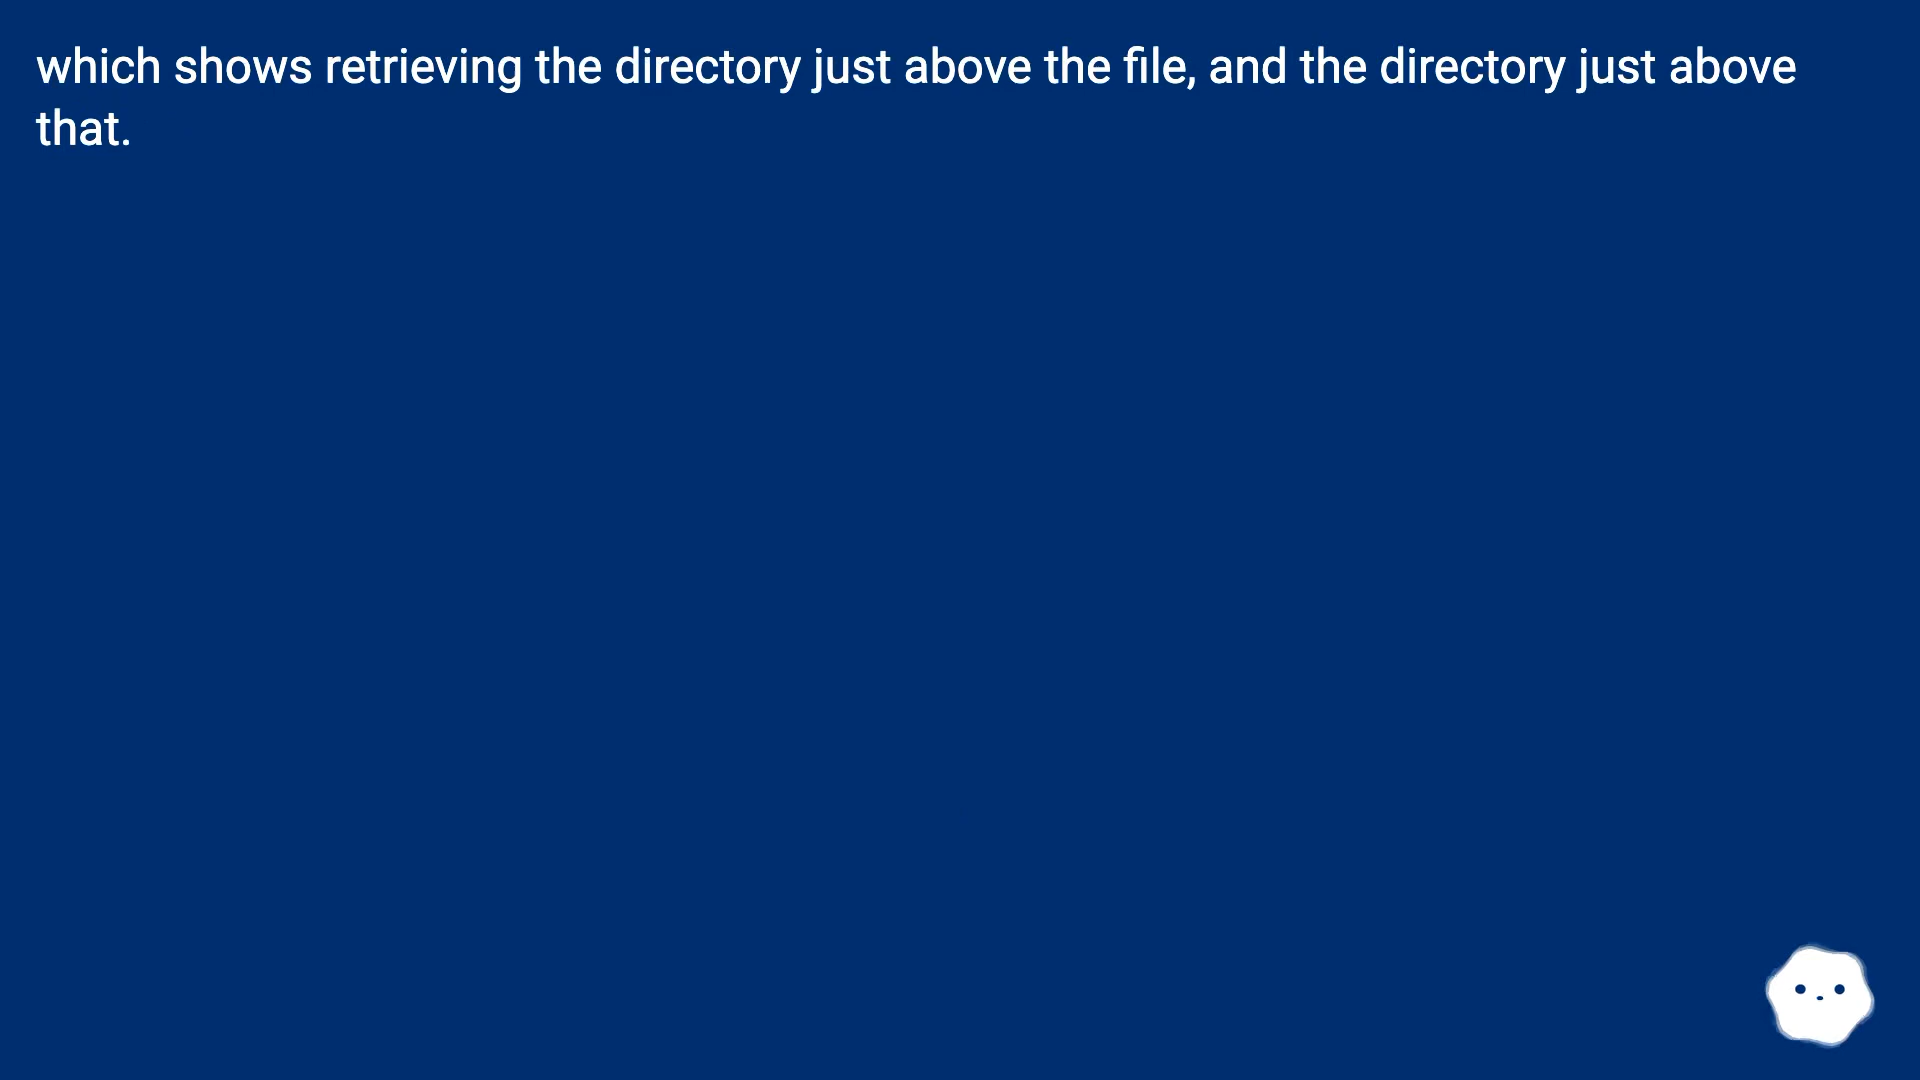 which shows retrieving the directory just above the file, and the directory just above
that.